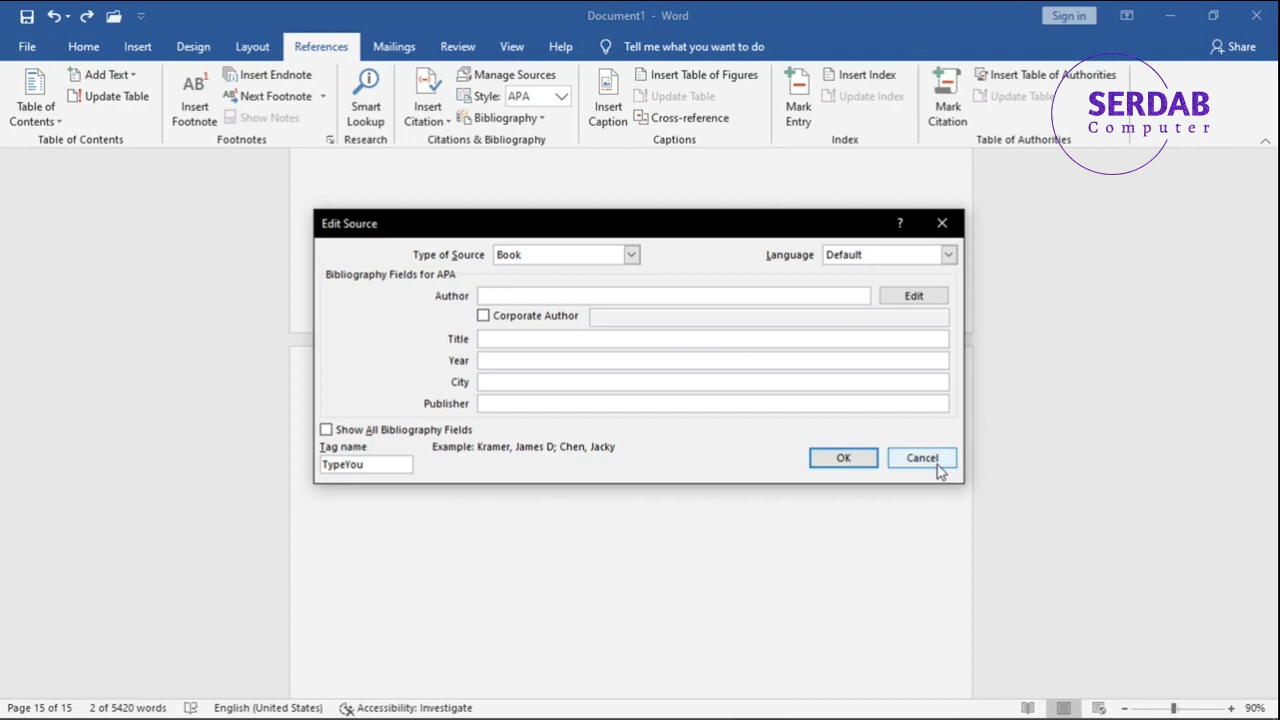 Document1 - Word
Sign in
File Home Insert Design Layout References Mailings Review View Help Tell me what you want to do Share
Table of Contents
Add Text
Update Table
Table of Contents
AB1
Insert Footnote
Insert Endnote
Next Footnote
Show Notes
Footnotes
Smart Lookup
Research
Insert Citation
Manage Sources
Style: APA
Bibliography
Citations & Bibliography
Insert Caption
Insert Table of Figures
Update Table
Cross-reference
Captions
Mark Entry
Insert Index
Update Index
Index
Mark Citation
Insert Table of Authorities
Update Table
Table of Authorities
SERDAB
Computer
Edit Source ?
Type of Source Book Language Default
Bibliography Fields for APA
Author Edit
Corporate Author
Title
Year
City
Publisher
Show All Bibliography Fields
Tag name Example: Kramer, James D; Chen, Jacky
TypeYou
OK Cancel
Page 15 of 15 2 of 5420 words English (United States) Accessibility: Investigate 90%